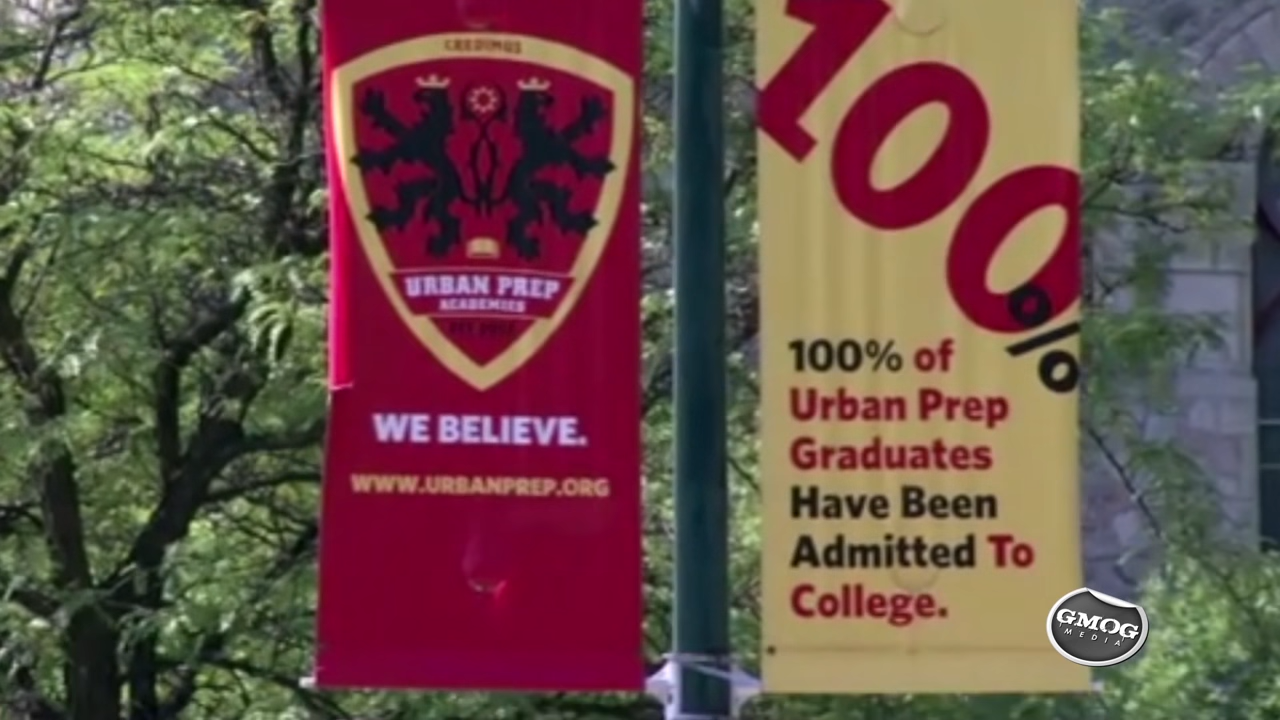 CREDIMUS
URBAN PREP
ACADEMIES
WE BELIEVE.
WWW.URBANPREP.ORG
100%
100% of
Urban Prep
Graduates
Have Been
Admitted To
College.
GMOG
MEDIA